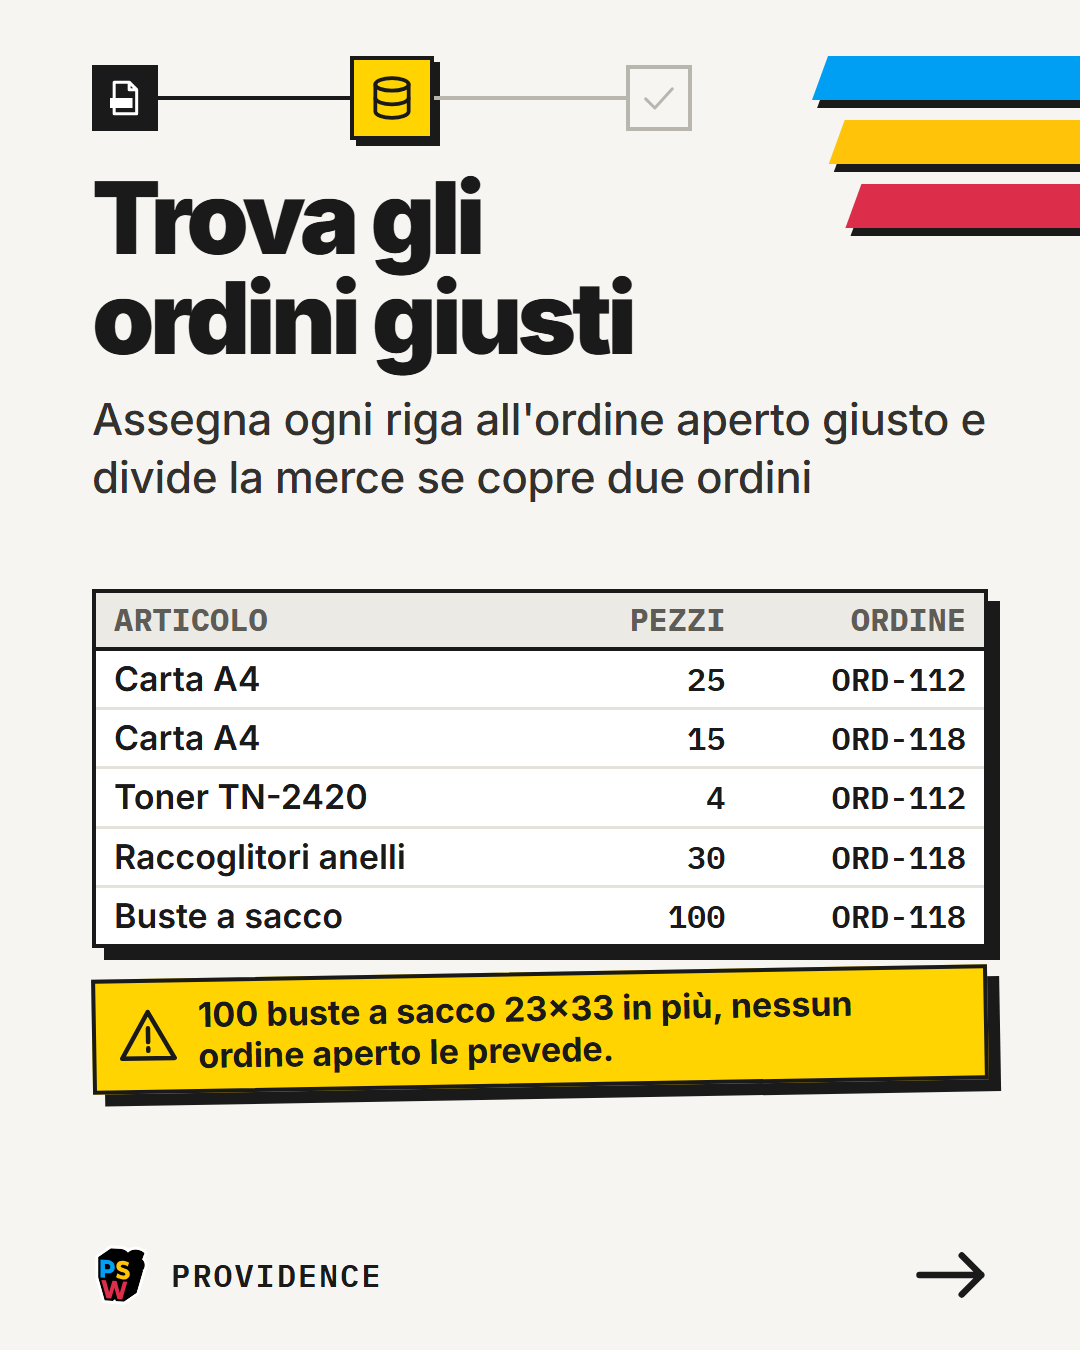 Trova gli
ordini giusti
Assegna ogni riga all'ordine aperto giusto e
divide la merce se copre due ordini
ARTICOLO PEZZI ORDINE
Carta A4 25 ORD-112
Carta A4 15 ORD-118
Toner TN-2420 4 ORD-112
Raccoglitori anelli 30 ORD-118
Buste a sacco 100 ORD-118
100 buste a sacco 23×33 in più, nessun
ordine aperto le prevede.
PSW PROVIDENCE